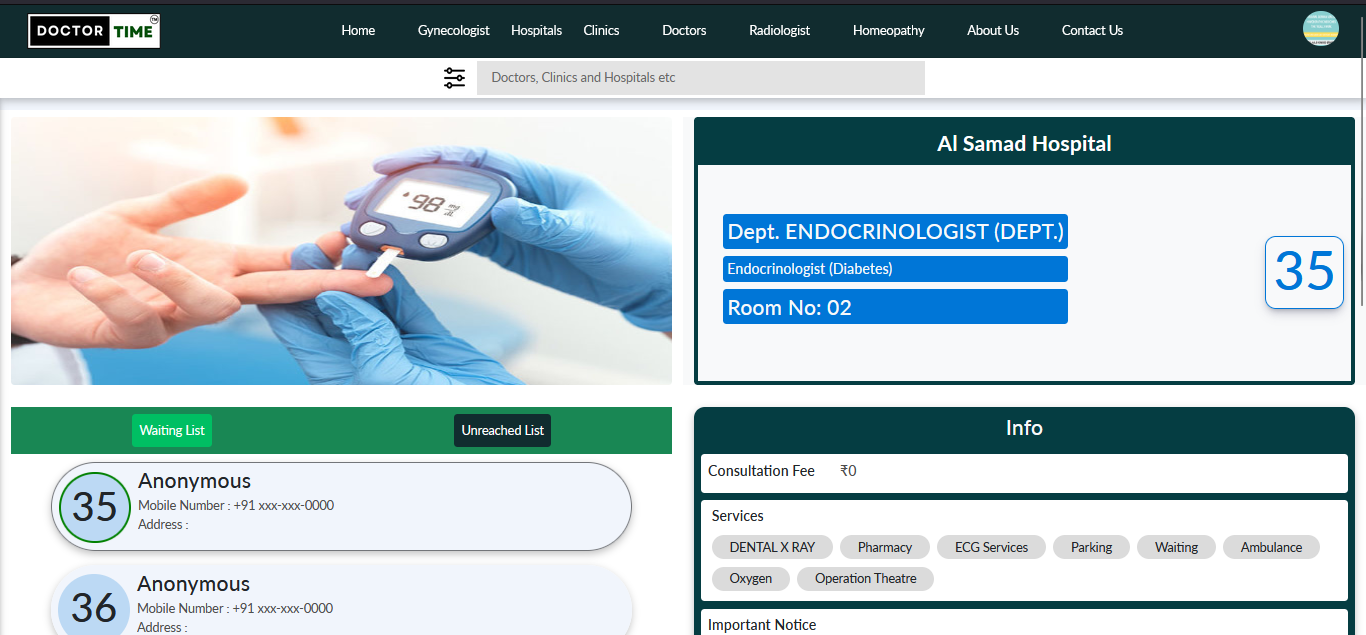 DOCTOR TIME TM
Home Gynecologist Hospitals Clinics Doctors Radiologist Homeopathy About Us Contact Us
Doctors, Clinics and Hospitals etc
98 mg dL
Al Samad Hospital
Dept. ENDOCRINOLOGIST (DEPT.)
Endocrinologist (Diabetes)
Room No: 02
35
Waiting List Unreached List
35
Anonymous
Mobile Number : +91 xxx-xxx-0000
Address :
36
Anonymous
Mobile Number : +91 xxx-xxx-0000
Address :
Info
Consultation Fee ₹0
Services
DENTAL X RAY Pharmacy ECG Services Parking Waiting Ambulance
Oxygen Operation Theatre
Important Notice